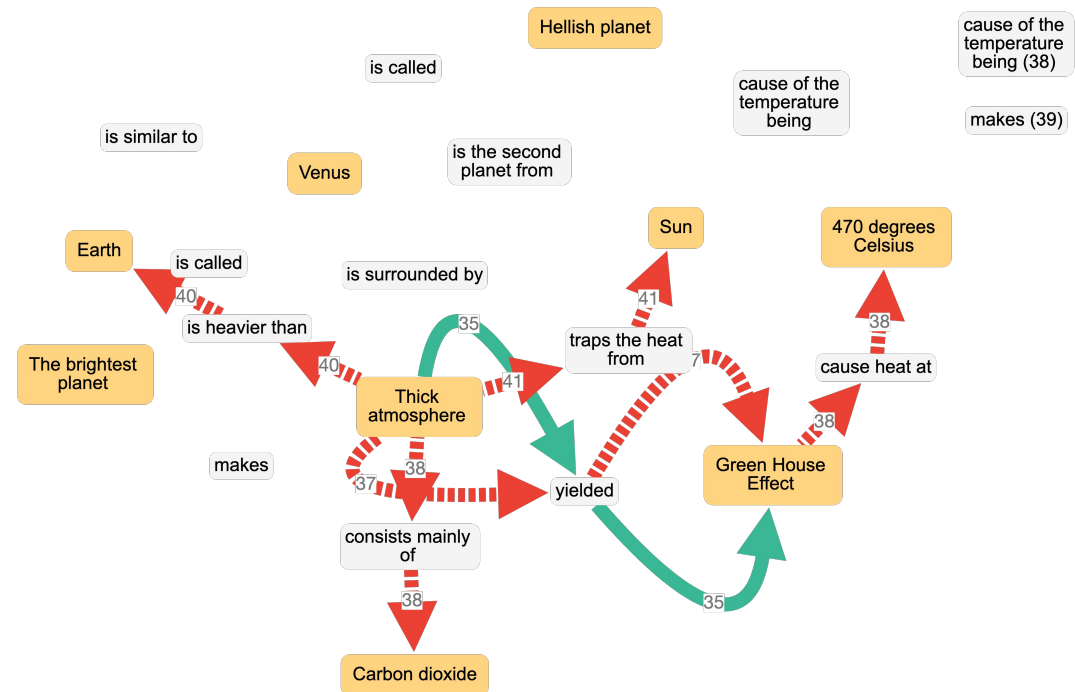 Hellish planet
cause of the
temperature
being (38)
is called
cause of the
temperature
being
makes (39)
is similar to
is the second
planet from
Venus
Sun
470 degrees
Celsius
Earth
is called
is surrounded by
40
41
35
38
is heavier than
traps the heat
from
7
The brightest
planet
40
41
cause heat at
Thick
atmosphere
38
makes
38
37
Green House
Effect
yielded
consists mainly
of
38
35
Carbon dioxide